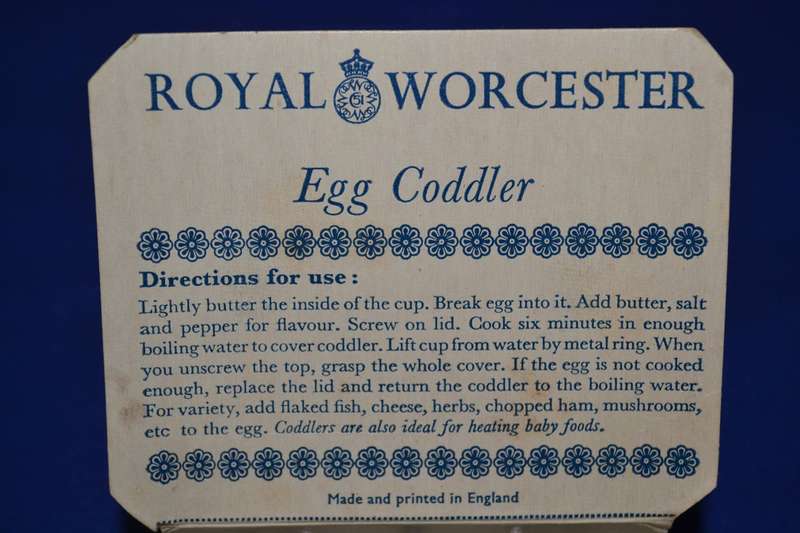 ROYAL 51 WORCESTER
Egg Coddler
Directions for use:
Lightly butter the inside of the cup. Break egg into it. Add butter, salt
and pepper for flavour. Screw on lid. Cook six minutes in enough
boiling water to cover coddler. Lift cup from water by metal ring. When
you unscrew the top, grasp the whole cover. If the egg is not cooked
enough, replace the lid and return the coddler to the boiling water.
For variety, add flaked fish, cheese, herbs, chopped ham, mushrooms,
etc to the egg. Coddlers are also ideal for heating baby foods.
Made and printed in England